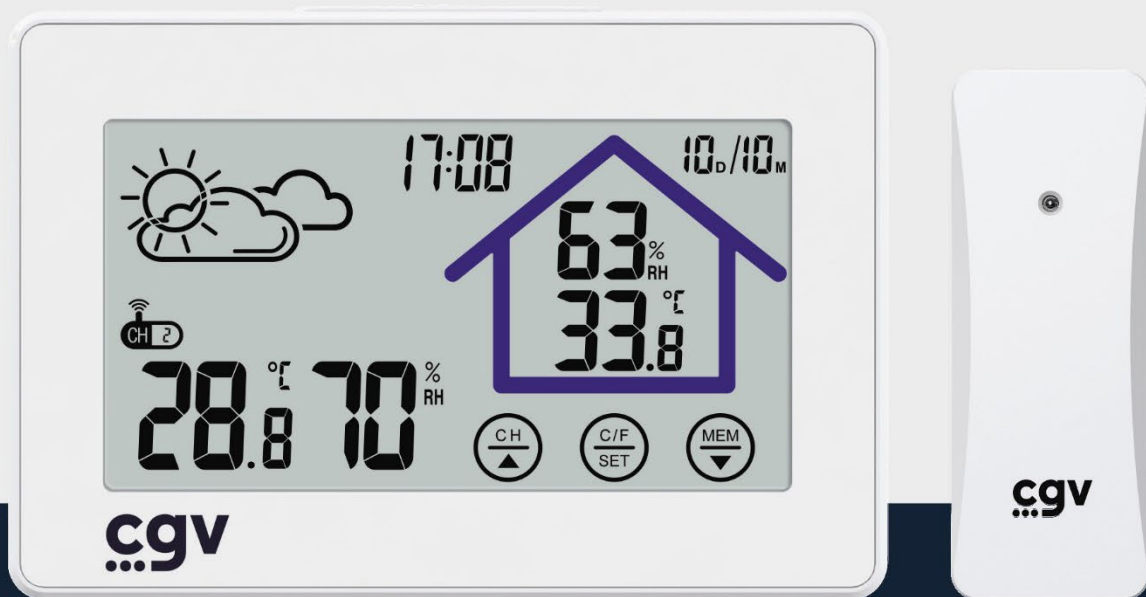 17:08
10D/10M
63%RH
33.8°C
CH 2
28.8°C 70%RH
CH
C/F
SET
MEM
cgv
cgv